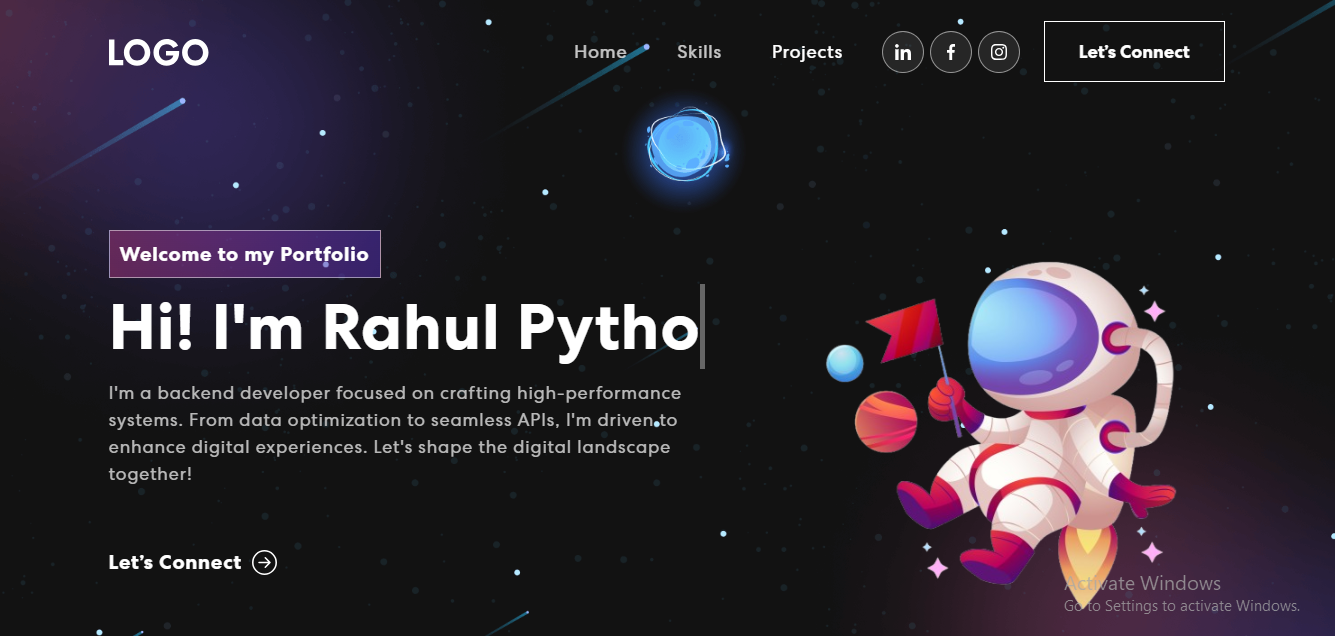 LOGO
Home Skills Projects in f Let's Connect
Welcome to my Portfolio
Hi! I'm Rahul Pytho
I'm a backend developer focused on crafting high-performance
systems. From data optimization to seamless APIs, I'm driven to
enhance digital experiences. Let's shape the digital landscape
together!
Let's Connect
Activate Windows
Go to Settings to activate Windows.